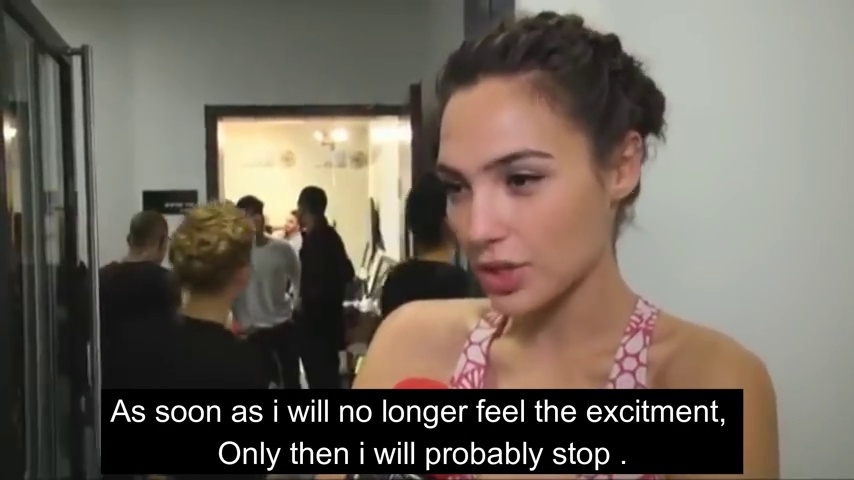 As soon as i will no longer feel the excitment,
Only then i will probably stop .